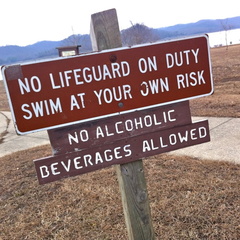 NO LIFEGUARD ON DUTY
SWIM AT YOUR OWN RISK
NO ALCOHOLIC
BEVERAGES ALLOWED